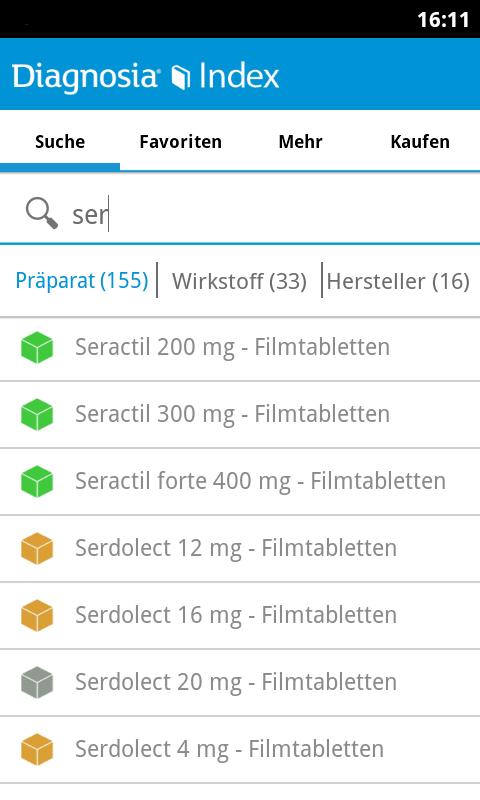 16:11
Diagnosia® Index
Suche Favoriten Mehr Kaufen
ser
Präparat (155) Wirkstoff (33) Hersteller (16)
Seractil 200 mg - Filmtabletten
Seractil 300 mg - Filmtabletten
Seractil forte 400 mg - Filmtabletten
Serdolect 12 mg - Filmtabletten
Serdolect 16 mg - Filmtabletten
Serdolect 20 mg - Filmtabletten
Serdolect 4 mg - Filmtabletten